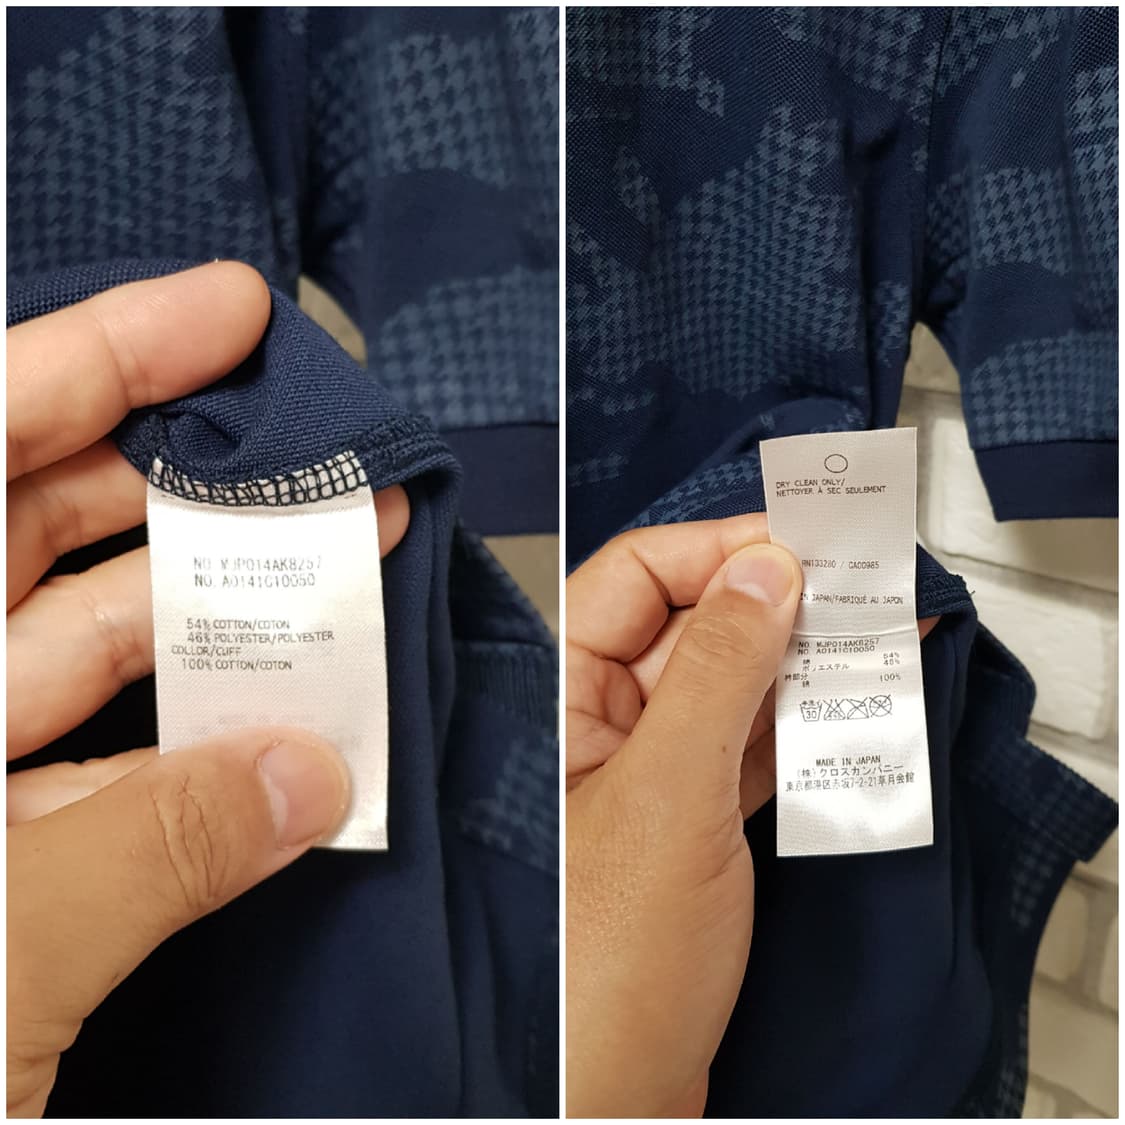 NO. MJP014AK8257
NO. A0141C10050
54% COTTON/COTON
46% POLYESTER/POLYESTER
COLLOR/CUFF
100% COTTON/COTON
DRY CLEAN ONLY/
NETTOYER À SEC SEULEMENT
RN133280 / CA00985
IN JAPAN/FABRIQUÉ AU JAPON
NO. MJP014AK8257
NO. A0141C10050
綿 54%
ポリエステル 46%
衿部分
綿 100%
30
MADE IN JAPAN
(株)クロスカンパニー
東京都港区赤坂7-2-21草月会館